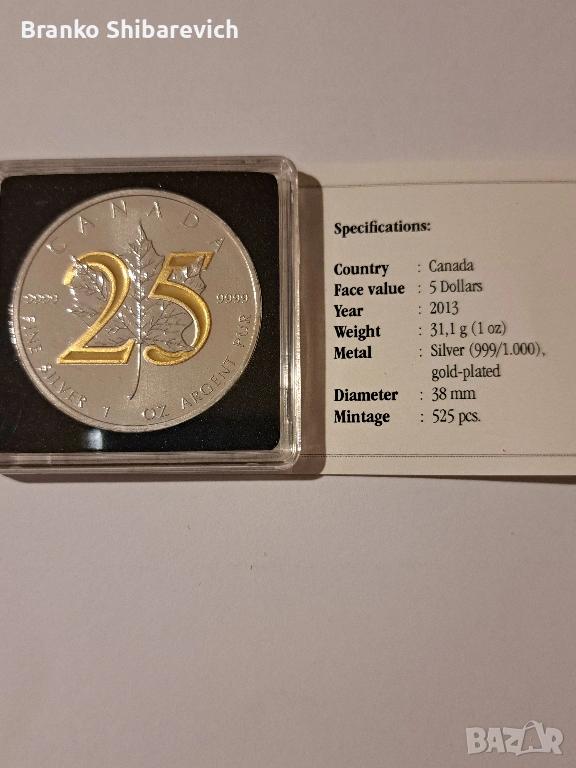 Branko Shibarevich
CANADA
25
9999 9999
FINE SILVER 1 OZ ARGENT PUR
Specifications:
Country : Canada
Face value : 5 Dollars
Year : 2013
Weight : 31,1 g (1 oz)
Metal : Silver (999/1.000),
gold-plated
Diameter : 38 mm
Mintage : 525 pcs.
BAZAR